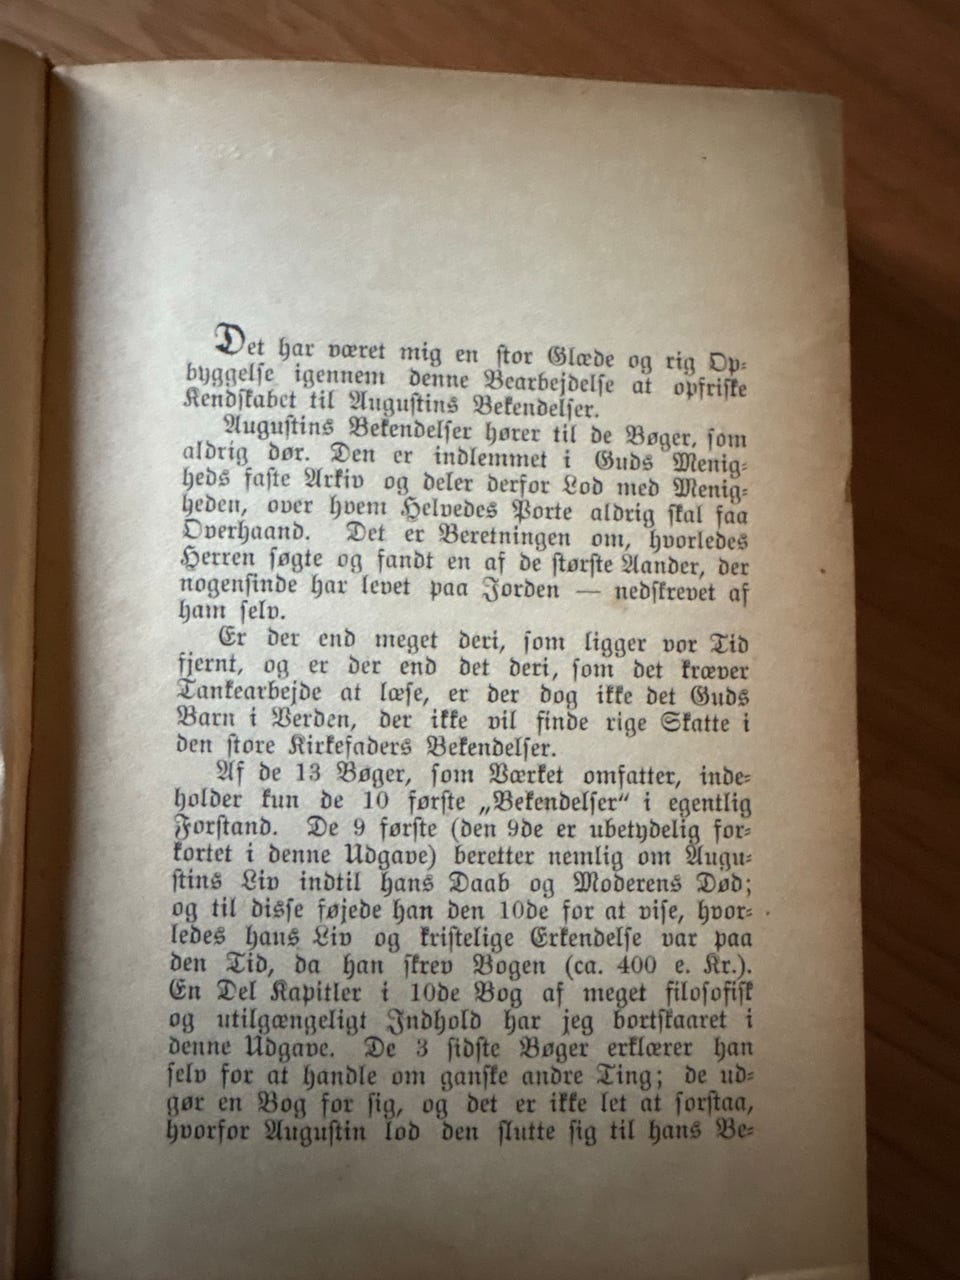 Det har været mig en stor Glæde og rig Op-
byggelse igennem denne Bearbejdelse at opfriske
Kendskabet til Augustins Bekendelser.
Augustins Bekendelser hører til de Bøger, som
aldrig dør. Den er indlemmet i Guds Menig-
heds faste Arkiv og deler derfor Lod med Menig-
heden, over hvem Helvedes Porte aldrig skal faa
Overhaand. Det er Beretningen om, hvorledes
Herren søgte og fandt en af de største Aander, der
nogensinde har levet paa Jorden — nedskrevet af
ham selv.
Er der end meget deri, som ligger vor Tid
fjernt, og er der end det deri, som det kræver
Tankearbejde at læse, er der dog ikke det Guds
Barn i Verden, der ikke vil finde rige Skatte i
den store Kirkefaders Bekendelser.
Af de 13 Bøger, som Værket omfatter, inde-
holder kun de 10 første „Bekendelser“ i egentlig
Forstand. De 9 første (den 9de er ubetydelig for-
kortet i denne Udgave) beretter nemlig om Augu-
stins Liv indtil hans Daab og Moderens Død;
og til disse føjede han den 10de for at vise, hvor-
ledes hans Liv og kristelige Erkendelse var paa
den Tid, da han skrev Bogen (ca. 400 e. Kr.).
En Del Kapitler i 10de Bog af meget filosofisk
og utilgængeligt Indhold har jeg bortskaaret i
denne Udgave. De 3 sidste Bøger erklærer han
selv for at handle om ganske andre Ting; de ud-
gør en Bog for sig, og det er ikke let at forstaa,
hvorfor Augustin lod den slutte sig til hans Be-